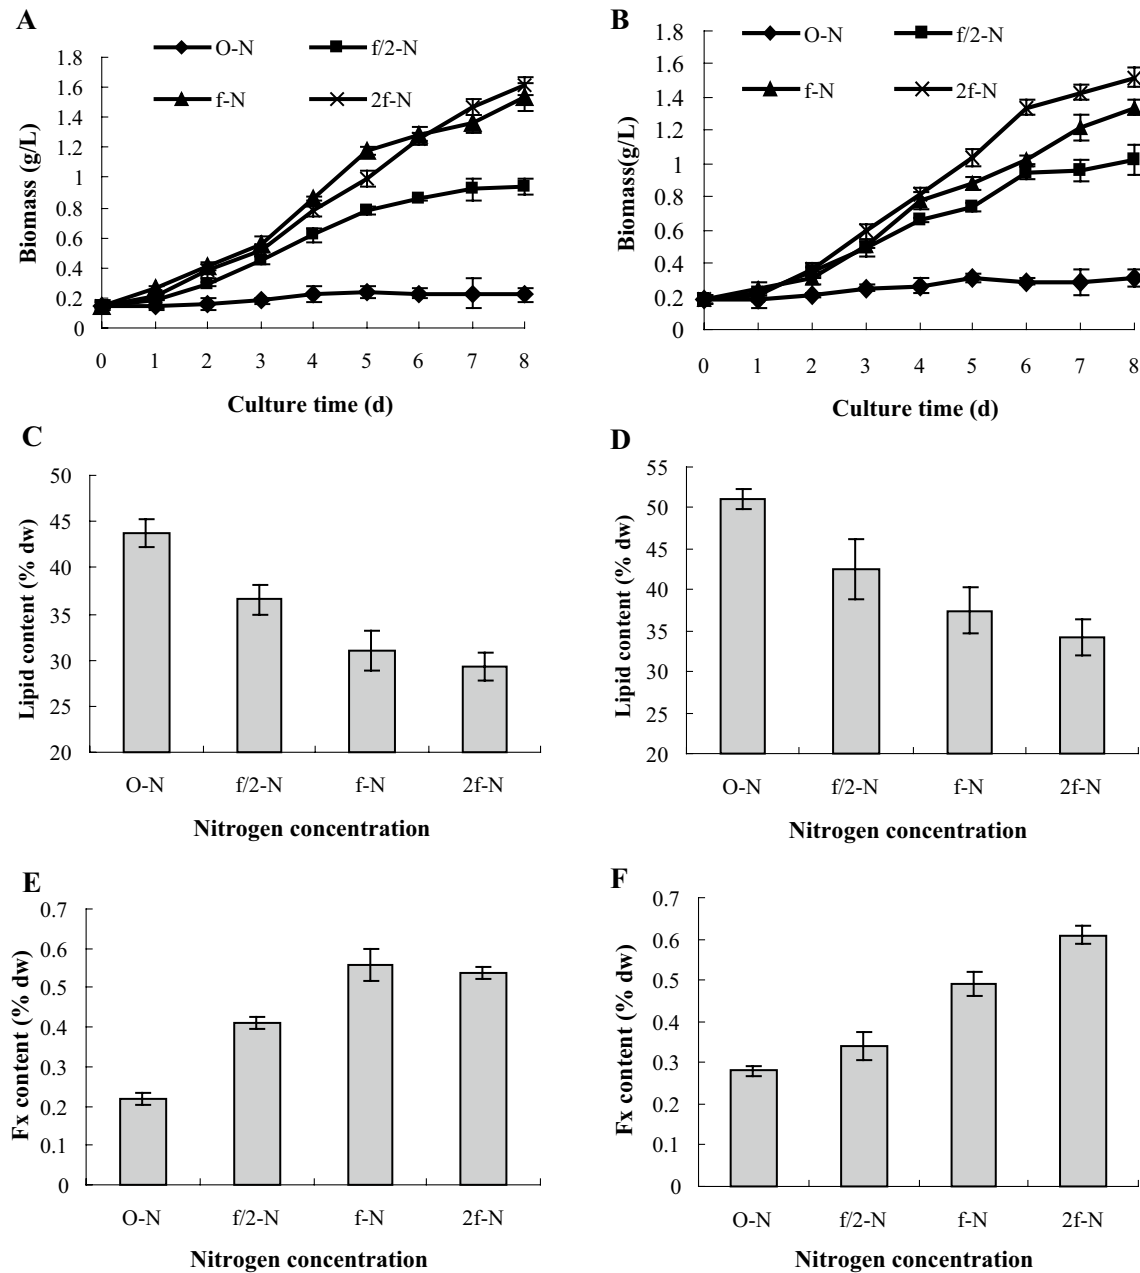 A
O-N
f/2-N
f-N
2f-N
Biomass (g/L)
1.8
1.6
1.4
1.2
1
0.8
0.6
0.4
0.2
0
0 1 2 3 4 5 6 7 8
Culture time (d)
B
O-N
f/2-N
f-N
2f-N
Biomass(g/L)
1.8
1.6
1.4
1.2
1
0.8
0.6
0.4
0.2
0
0 1 2 3 4 5 6 7 8
Culture time (d)
C
Lipid content (% dw)
50
45
40
35
30
25
20
O-N f/2-N f-N 2f-N
Nitrogen concentration
D
Lipid content (% dw)
55
50
45
40
35
30
25
20
O-N f/2-N f-N 2f-N
Nitrogen concentration
E
Fx content (% dw)
0.7
0.6
0.5
0.4
0.3
0.2
0.1
0
O-N f/2-N f-N 2f-N
Nitrogen concentration
F
Fx content (% dw)
0.7
0.6
0.5
0.4
0.3
0.2
0.1
0
O-N f/2-N f-N 2f-N
Nitrogen concentration